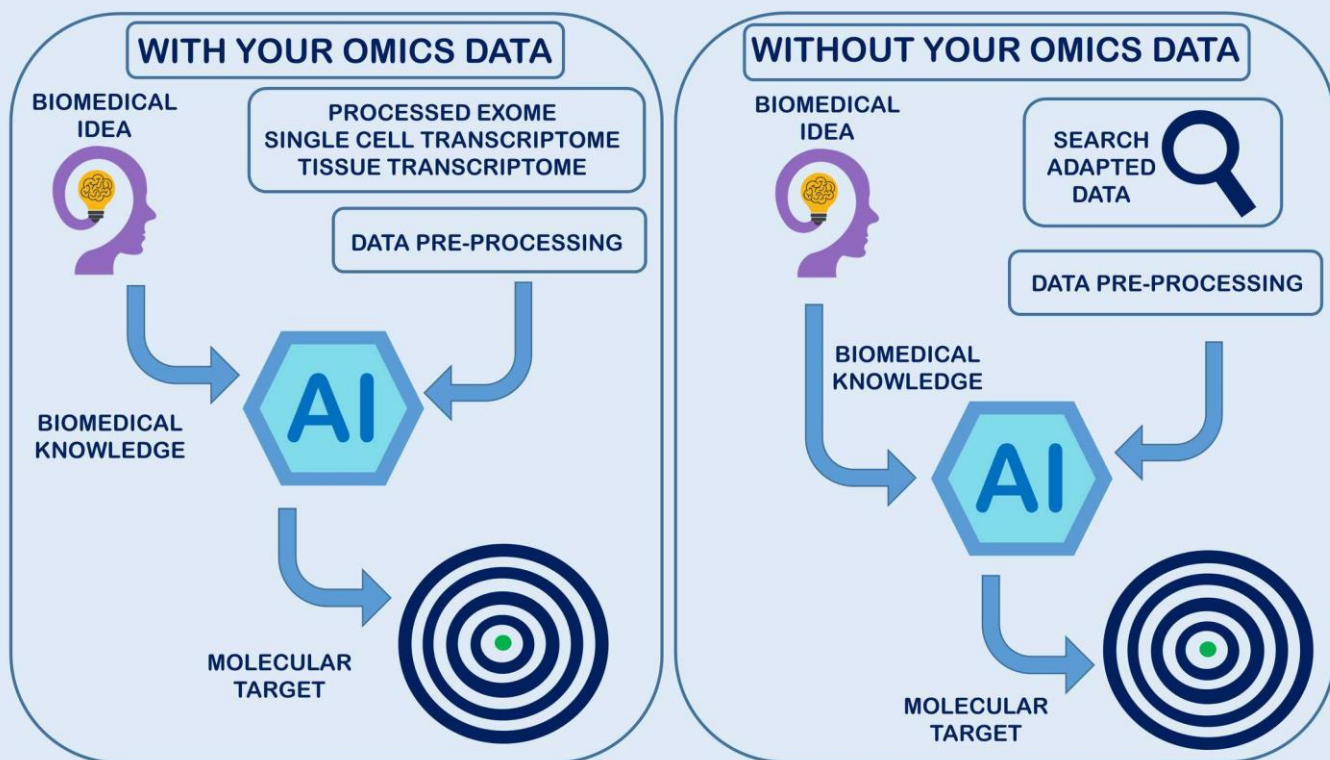 WITH YOUR OMICS DATA
BIOMEDICAL
IDEA
PROCESSED EXOME
SINGLE CELL TRANSCRIPTOME
TISSUE TRANSCRIPTOME
DATA PRE-PROCESSING
AI
BIOMEDICAL
KNOWLEDGE
MOLECULAR
TARGET
WITHOUT YOUR OMICS DATA
BIOMEDICAL
IDEA
SEARCH
ADAPTED
DATA
DATA PRE-PROCESSING
BIOMEDICAL
KNOWLEDGE
AI
MOLECULAR
TARGET